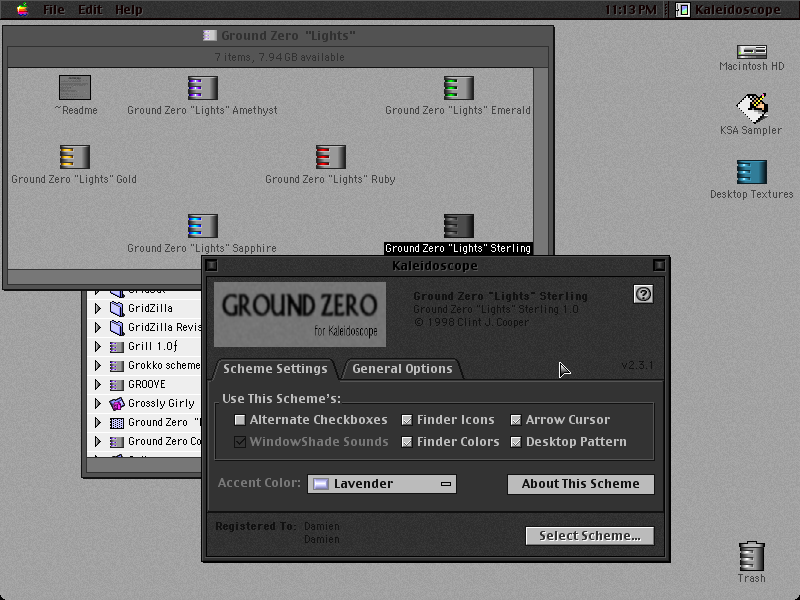 File Edit Help
11:13 PM Kaleidoscope
Ground Zero "Lights"
7 items, 7.94 GB available
~Readme
Ground Zero "Lights" Amethyst
Ground Zero "Lights" Emerald
Ground Zero "Lights" Gold
Ground Zero "Lights" Ruby
Ground Zero "Lights" Sapphire
Ground Zero "Lights" Sterling
Macintosh HD
KSA Sampler
Desktop Textures
GridZilla
GridZilla Revis
Grill 1.0ƒ
Grokko scheme
GROOVE
Grossly Girly
Ground Zero "l
Ground Zero Co
Kaleidoscope
GROUND ZERO
for Kaleidoscope
Ground Zero "Lights" Sterling
Ground Zero "Lights" Sterling 1.0
© 1998 Clint J. Cooper
?
v2.3.1
Scheme Settings
General Options
Use This Scheme's:
Alternate Checkboxes
Finder Icons
Arrow Cursor
WindowShade Sounds
Finder Colors
Desktop Pattern
Accent Color:
Lavender
About This Scheme
Registered To: Damien
Damien
Select Scheme...
Trash